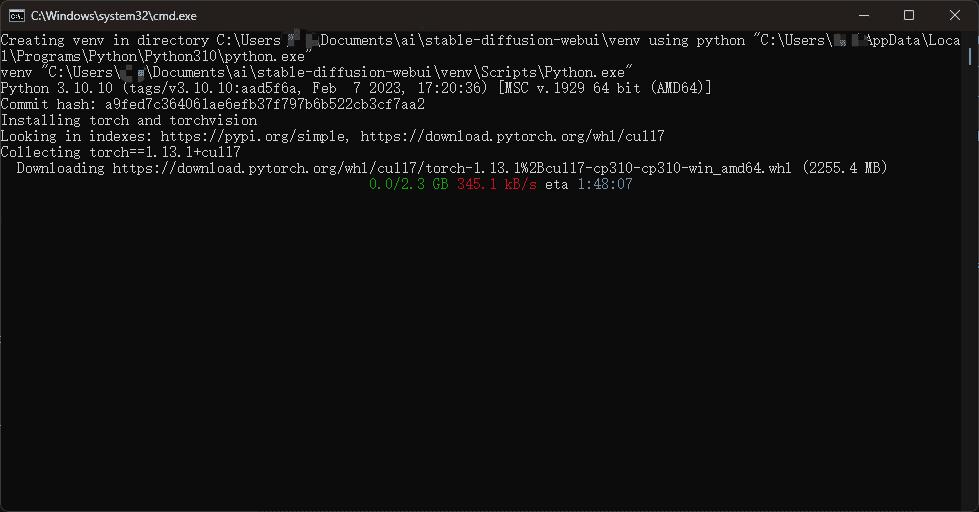 C:\Windows\system32\cmd.exe
Creating venv in directory C:\Users Documents\ai\stable-diffusion-webui\venv using python "C:\Users\ AppData\Loca
l\Programs\Python\Python310\python.exe"
venv "C:\Users\ \Documents\ai\stable-diffusion-webui\venv\Scripts\Python.exe"
Python 3.10.10 (tags/v3.10.10:aad5f6a, Feb  7 2023, 17:20:36) [MSC v.1929 64 bit (AMD64)]
Commit hash: a9fed7c364061ae6efb37f797b6b522cb3cf7aa2
Installing torch and torchvision
Looking in indexes: https://pypi.org/simple, https://download.pytorch.org/whl/cu117
Collecting torch==1.13.1+cu117
Downloading https://download.pytorch.org/whl/cu117/torch-1.13.1%2Bcu117-cp310-cp310-win_amd64.whl (2255.4 MB)
0.0/2.3 GB 345.1 kB/s eta 1:48:07